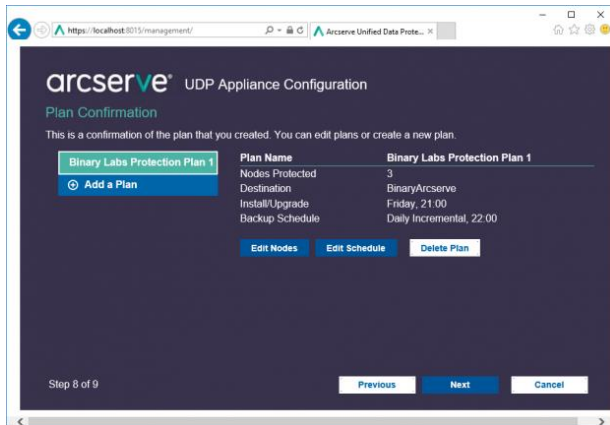 https://localhost:8015/management/
Arcserve Unified Data Prote...
arcserve® UDP Appliance Configuration
Plan Confirmation
This is a confirmation of the plan that you created. You can edit plans or create a new plan.
Binary Labs Protection Plan 1
Add a Plan
Plan Name Binary Labs Protection Plan 1
Nodes Protected 3
Destination BinaryArcserve
Install/Upgrade Friday, 21:00
Backup Schedule Daily Incremental, 22:00
Edit Nodes Edit Schedule Delete Plan
Step 8 of 9 Previous Next Cancel